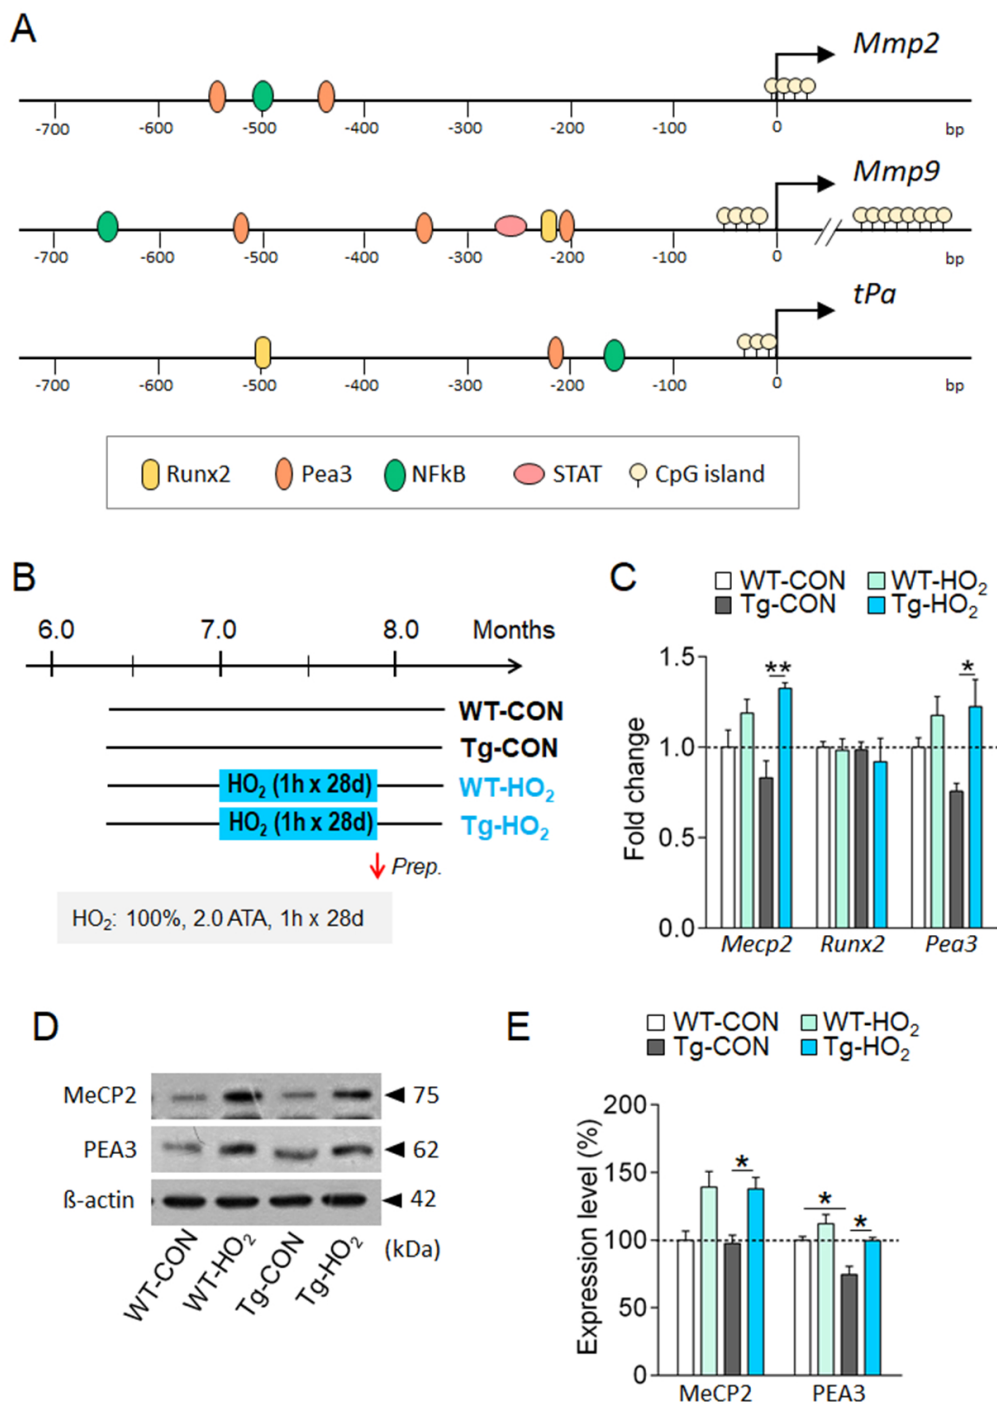 A
Mmp2
-700 -600 -500 -400 -300 -200 -100 0 bp
Mmp9
-700 -600 -500 -400 -300 -200 -100 0 bp
tPa
-700 -600 -500 -400 -300 -200 -100 0 bp
Runx2 Pea3 NFkB STAT CpG island
B
6.0 7.0 8.0 Months
WT-CON
Tg-CON
HO₂ (1h x 28d) WT-HO₂
HO₂ (1h x 28d) Tg-HO₂
Prep.
HO₂: 100%, 2.0 ATA, 1h x 28d
C
WT-CON WT-HO₂
Tg-CON Tg-HO₂
Fold change
1.5
1.0
0.5
0.0
** *
Mecp2 Runx2 Pea3
D
MeCP2 75
PEA3 62
ß-actin 42
(kDa)
WT-CON WT-HO₂ Tg-CON Tg-HO₂
E
WT-CON WT-HO₂
Tg-CON Tg-HO₂
Expression level (%)
200
150
100
50
0
* * *
MeCP2 PEA3